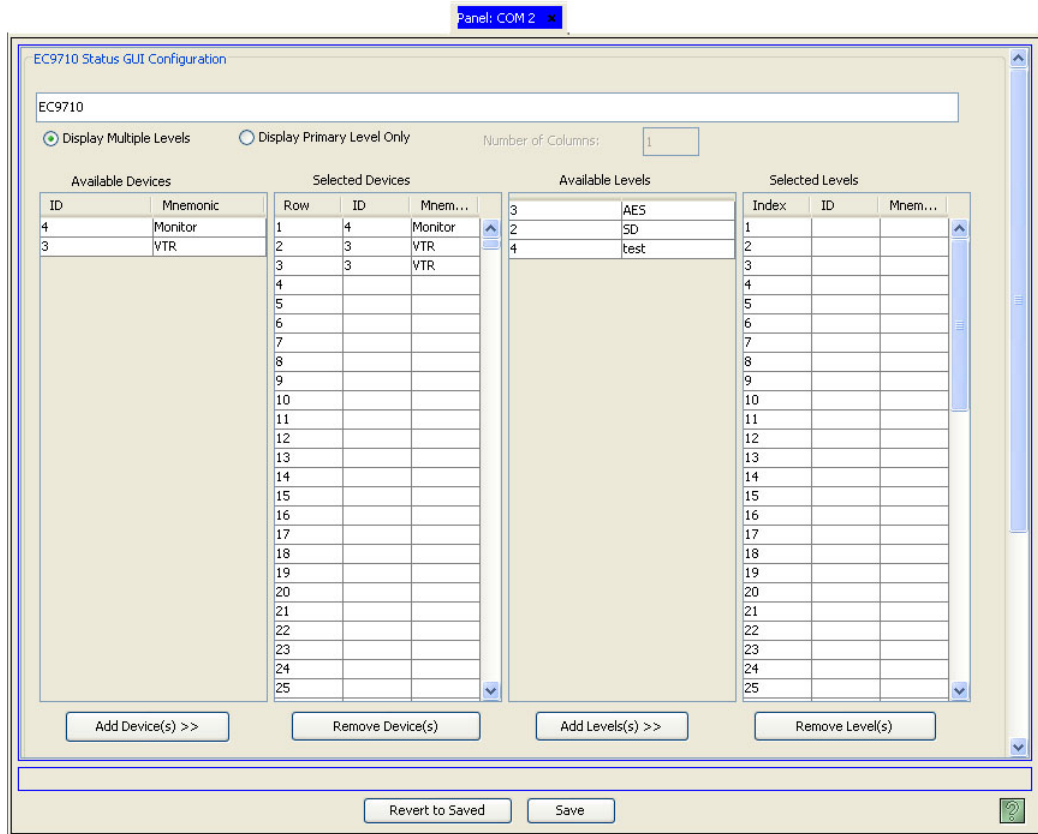 Panel: COM 2 ×
EC9710 Status GUI Configuration
EC9710
Display Multiple Levels Display Primary Level Only Number of Columns: 1
Available Devices Selected Devices Available Levels Selected Levels
ID Mnemonic Row ID Mnem... Index ID Mnem...
4 Monitor 1 4 Monitor 3 AES 1
3 VTR 2 3 VTR 2 SD 2
3 3 VTR 4 test 3
4 4
5 5
6 6
7 7
8 8
9 9
10 10
11 11
12 12
13 13
14 14
15 15
16 16
17 17
18 18
19 19
20 20
21 21
22 22
23 23
24 24
25 25
Add Device(s) >> Remove Device(s) Add Levels(s) >> Remove Level(s)
Revert to Saved Save ?